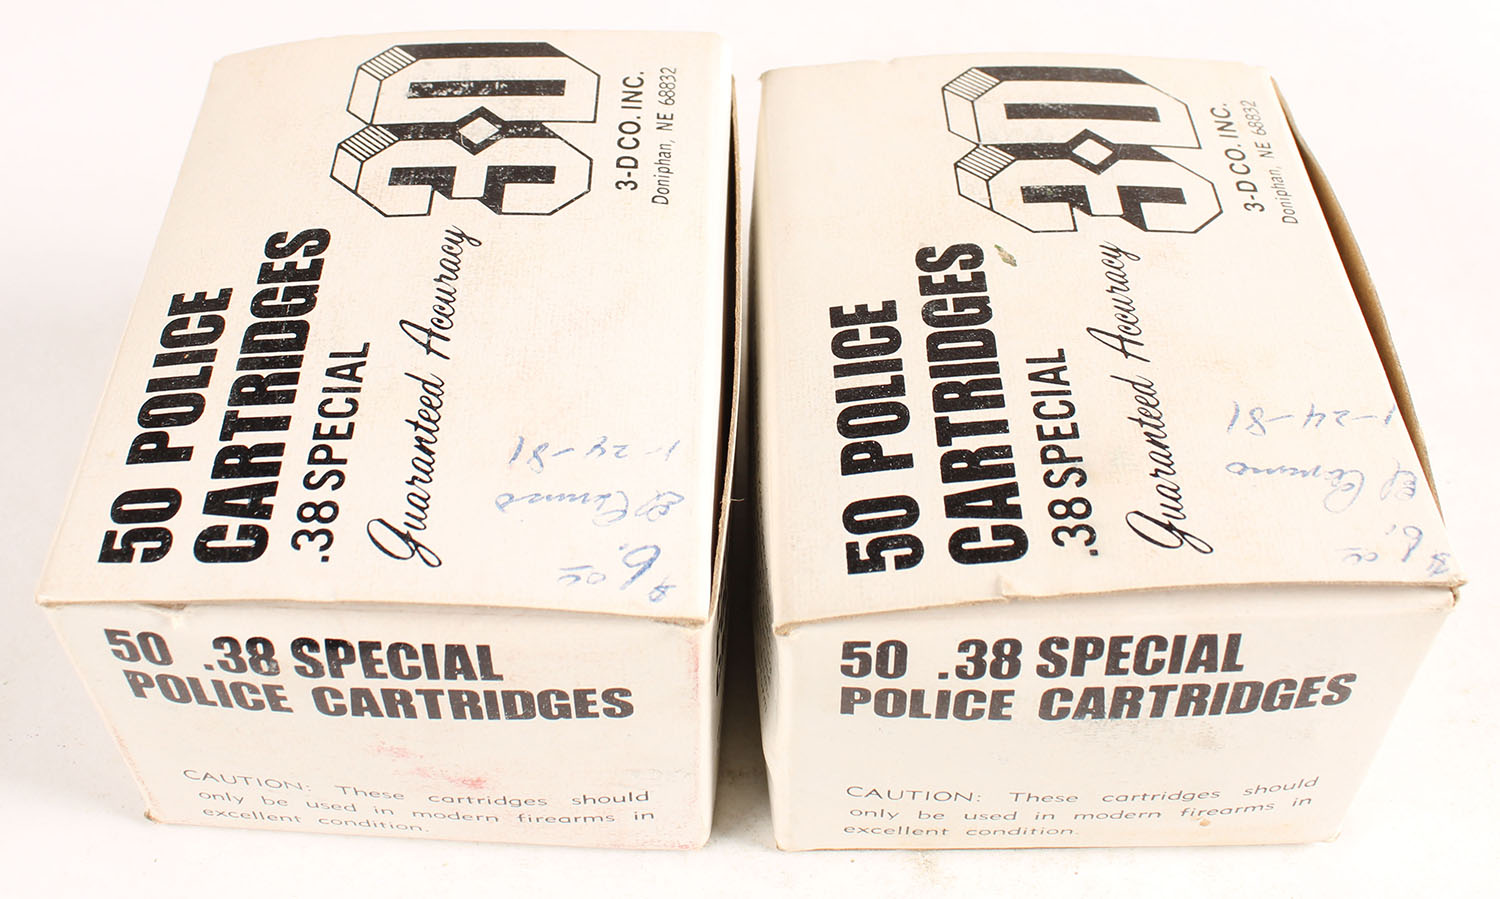 50 POLICE
CARTRIDGES
.38 SPECIAL
Guaranteed Accuracy
3D
3-D CO. INC.
Doniphan, NE 68832
1-24-81
50 .38 SPECIAL
POLICE CARTRIDGES
CAUTION: These cartridges should
only be used in modern firearms in
excellent condition.
50 POLICE
CARTRIDGES
.38 SPECIAL
Guaranteed Accuracy
3D
3-D CO. INC.
Doniphan, NE 68832
1-24-81
50 .38 SPECIAL
POLICE CARTRIDGES
CAUTION: These cartridges should
only be used in modern firearms in
excellent condition.